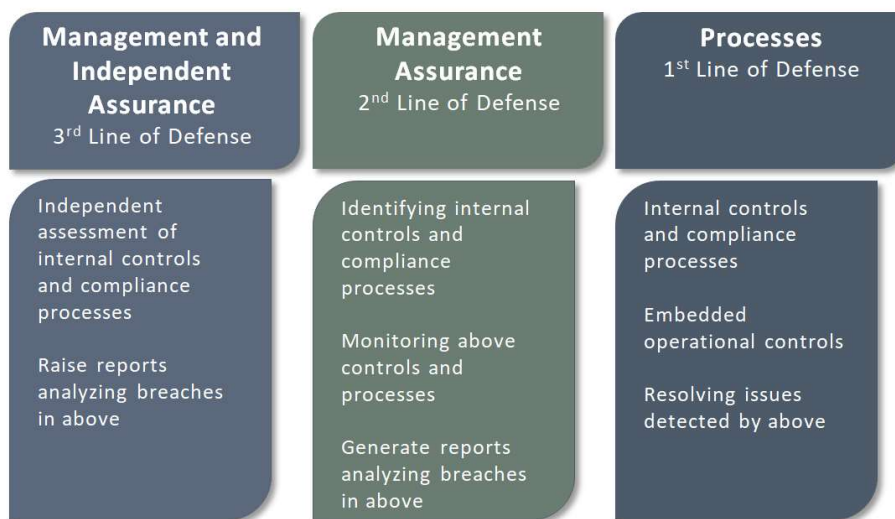 Management and
Independent
Assurance
3rd Line of Defense
Independent
assessment of
internal controls
and compliance
processes
Raise reports
analyzing breaches
in above
Management
Assurance
2nd Line of Defense
Identifying internal
controls and
compliance
processes
Monitoring above
controls and
processes
Generate reports
analyzing breaches
in above
Processes
1st Line of Defense
Internal controls
and compliance
processes
Embedded
operational controls
Resolving issues
detected by above